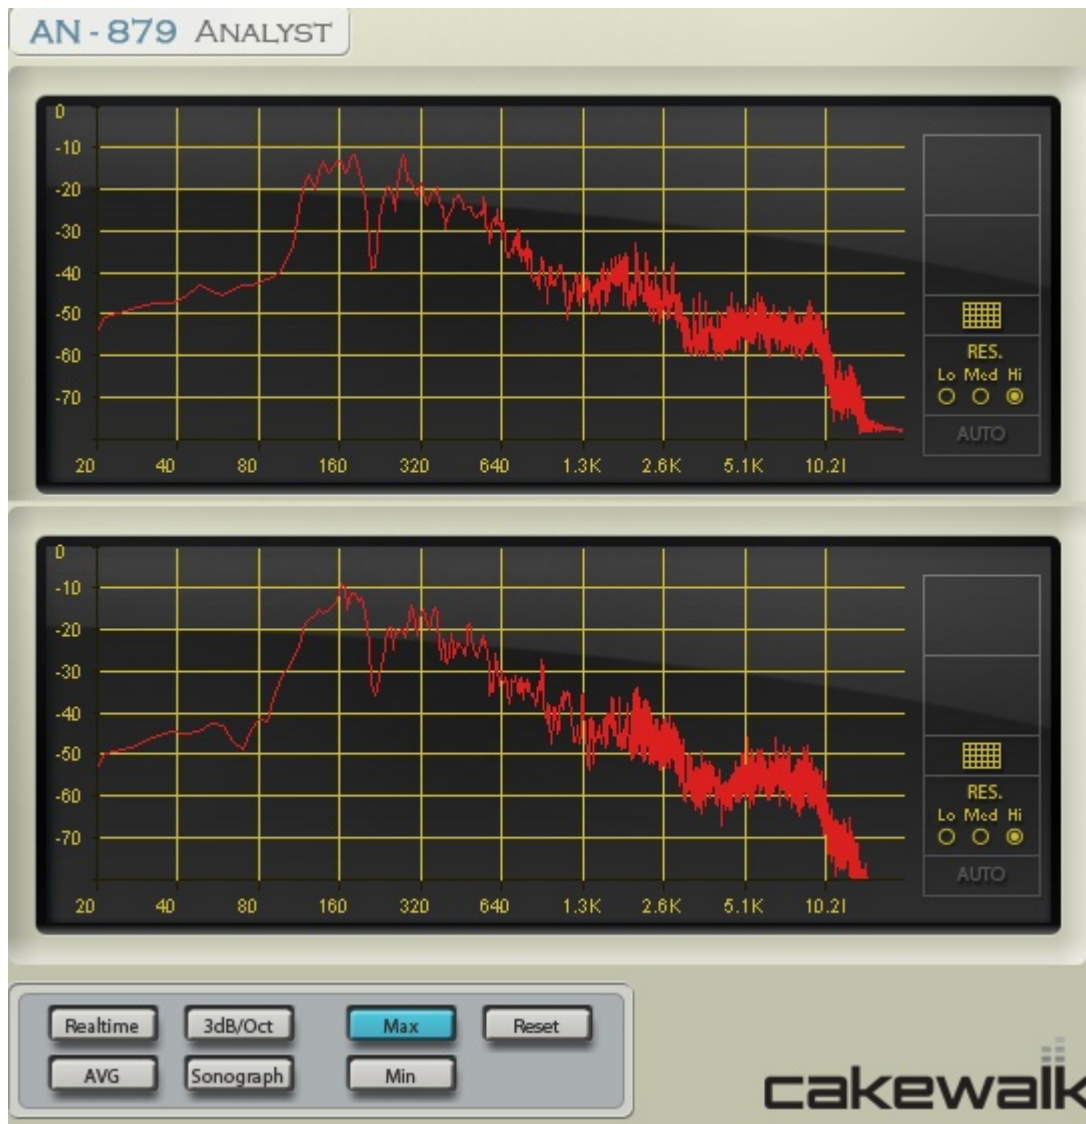 AN - 879 ANALYST
0
-10
-20
-30
-40
-50
-60
-70
20 40 80 160 320 640 1.3K 2.6K 5.1K 10.2I
RES.
Lo Med Hi
AUTO
0
-10
-20
-30
-40
-50
-60
-70
20 40 80 160 320 640 1.3K 2.6K 5.1K 10.2I
RES.
Lo Med Hi
AUTO
Realtime 3dB/Oct Max Reset
AVG Sonograph Min
cakewalk